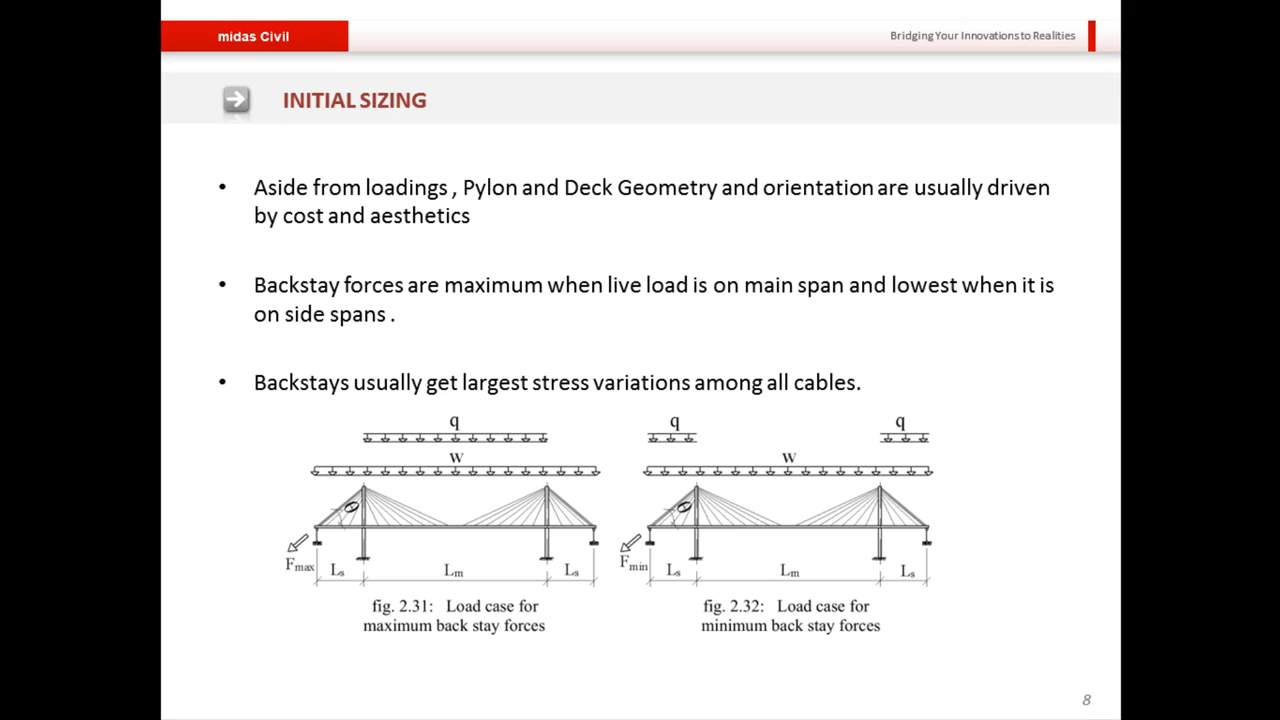 midas Civil
Bridging Your Innovations to Realities
INITIAL SIZING
• Aside from loadings , Pylon and Deck Geometry and orientation are usually driven
by cost and aesthetics
• Backstay forces are maximum when live load is on main span and lowest when it is
on side spans .
• Backstays usually get largest stress variations among all cables.
q
w
θ
Fmax
Ls Lm Ls
fig. 2.31: Load case for
maximum back stay forces
q q
w
θ
Fmin
Ls Lm Ls
fig. 2.32: Load case for
minimum back stay forces
8